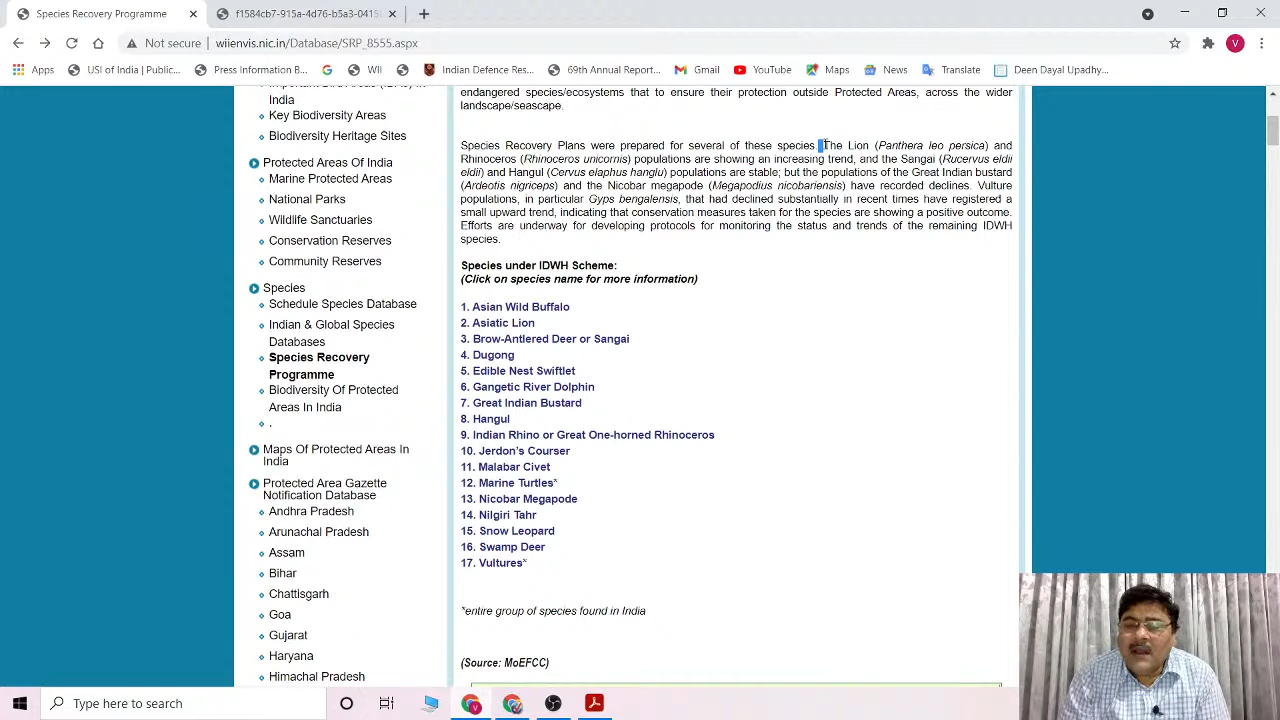 Species Recovery Programme
f1584cb7-915a-4d76-b5a3-0415
Not secure
wiienvis.nic.in/Database/SRP_8555.aspx
V
Apps
USI of India | Public...
Press Information B...
WII
Indian Defence Res...
69th Annual Report...
Gmail
YouTube
Maps
News
Translate
Deen Dayal Upadhy...
India
Key Biodiversity Areas
Biodiversity Heritage Sites
Protected Areas Of India
Marine Protected Areas
National Parks
Wildlife Sanctuaries
Conservation Reserves
Community Reserves
Species
Schedule Species Database
Indian & Global Species
Databases
Species Recovery
Programme
Biodiversity Of Protected
Areas In India
.
Maps Of Protected Areas In
India
Protected Area Gazette
Notification Database
Andhra Pradesh
Arunachal Pradesh
Assam
Bihar
Chattisgarh
Goa
Gujarat
Haryana
Himachal Pradesh
endangered species/ecosystems that to ensure their protection outside Protected Areas, across the wider
landscape/seascape.
Species Recovery Plans were prepared for several of these species. The Lion (Panthera leo persica) and
Rhinoceros (Rhinoceros unicornis) populations are showing an increasing trend, and the Sangai (Rucervus eldii
eldii) and Hangul (Cervus elaphus hanglu) populations are stable; but the populations of the Great Indian bustard
(Ardeotis nigriceps) and the Nicobar megapode (Megapodius nicobariensis) have recorded declines. Vulture
populations, in particular Gyps bengalensis, that had declined substantially in recent times have registered a
small upward trend, indicating that conservation measures taken for the species are showing a positive outcome.
Efforts are underway for developing protocols for monitoring the status and trends of the remaining IDWH
species.
Species under IDWH Scheme:
(Click on species name for more information)
1. Asian Wild Buffalo
2. Asiatic Lion
3. Brow-Antlered Deer or Sangai
4. Dugong
5. Edible Nest Swiftlet
6. Gangetic River Dolphin
7. Great Indian Bustard
8. Hangul
9. Indian Rhino or Great One-horned Rhinoceros
10. Jerdon's Courser
11. Malabar Civet
12. Marine Turtles*
13. Nicobar Megapode
14. Nilgiri Tahr
15. Snow Leopard
16. Swamp Deer
17. Vultures*
*entire group of species found in India
(Source: MoEFCC)
Type here to search